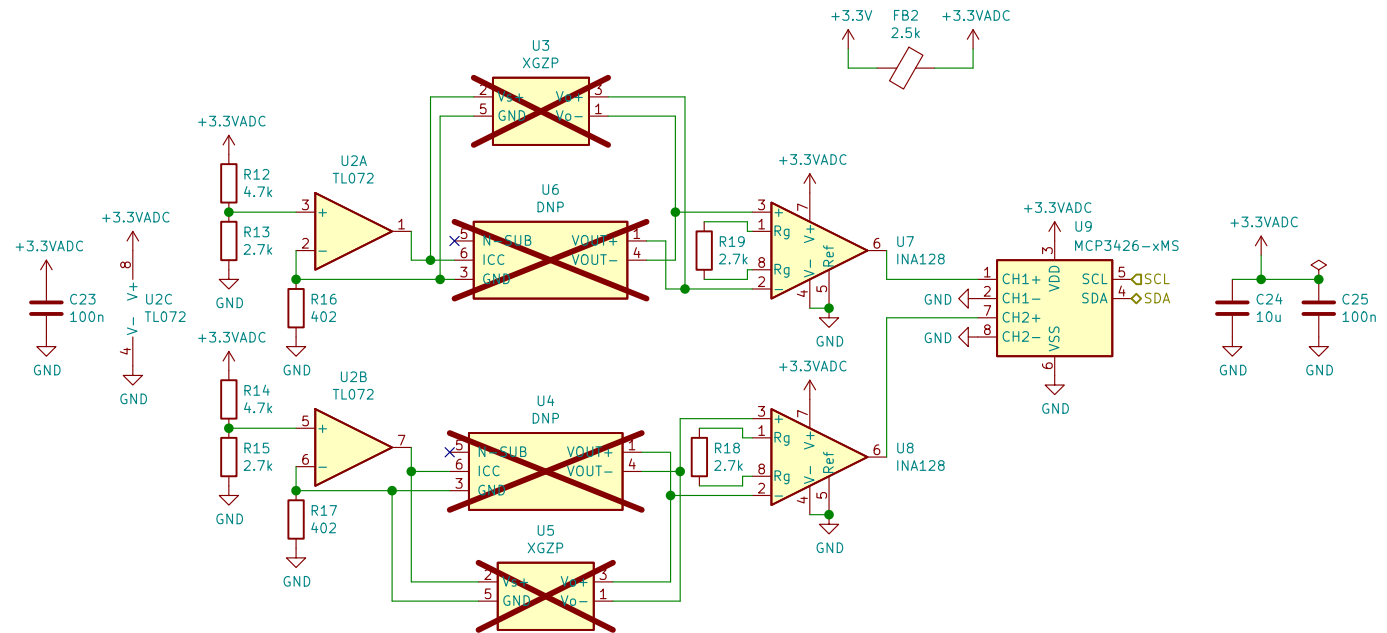 +3.3V FB2 +3.3VADC
2.5k
U3
XGZP
2 Vs+ Vo+ 3
5 GND Vo- 1
+3.3VADC
R12
4.7k
R13
2.7k
GND
U2A
TL072
3 +
2 -
1
R16
402
GND
U6
DNP
5 N-SUB VOUT+ 1
6 ICC VOUT- 4
3 GND
R19
2.7k
+3.3VADC
7
V+
3 +
1 Rg
8 Rg
2 -
V-
4
Ref
5
6
U7
INA128
GND
+3.3VADC
C23
100n
GND
+3.3VADC
8
V+
U2C
TL072
V-
4
GND
+3.3VADC
U9
MCP3426-xMS
3
VDD
1 CH1+
GND 2 CH1-
7 CH2+
GND 8 CH2-
SCL 5 SCL
SDA 4 SDA
VSS
6
GND
+3.3VADC
C24
10u
GND
C25
100n
GND
+3.3VADC
R14
4.7k
R15
2.7k
GND
U2B
TL072
5 +
6 -
7
R17
402
GND
U4
DNP
5 N-SUB VOUT+ 1
6 ICC VOUT- 4
3 GND
R18
2.7k
+3.3VADC
7
V+
3 +
1 Rg
8 Rg
2 -
V-
4
Ref
5
6
U8
INA128
GND
U5
XGZP
2 Vs+ Vo+ 3
5 GND Vo- 1